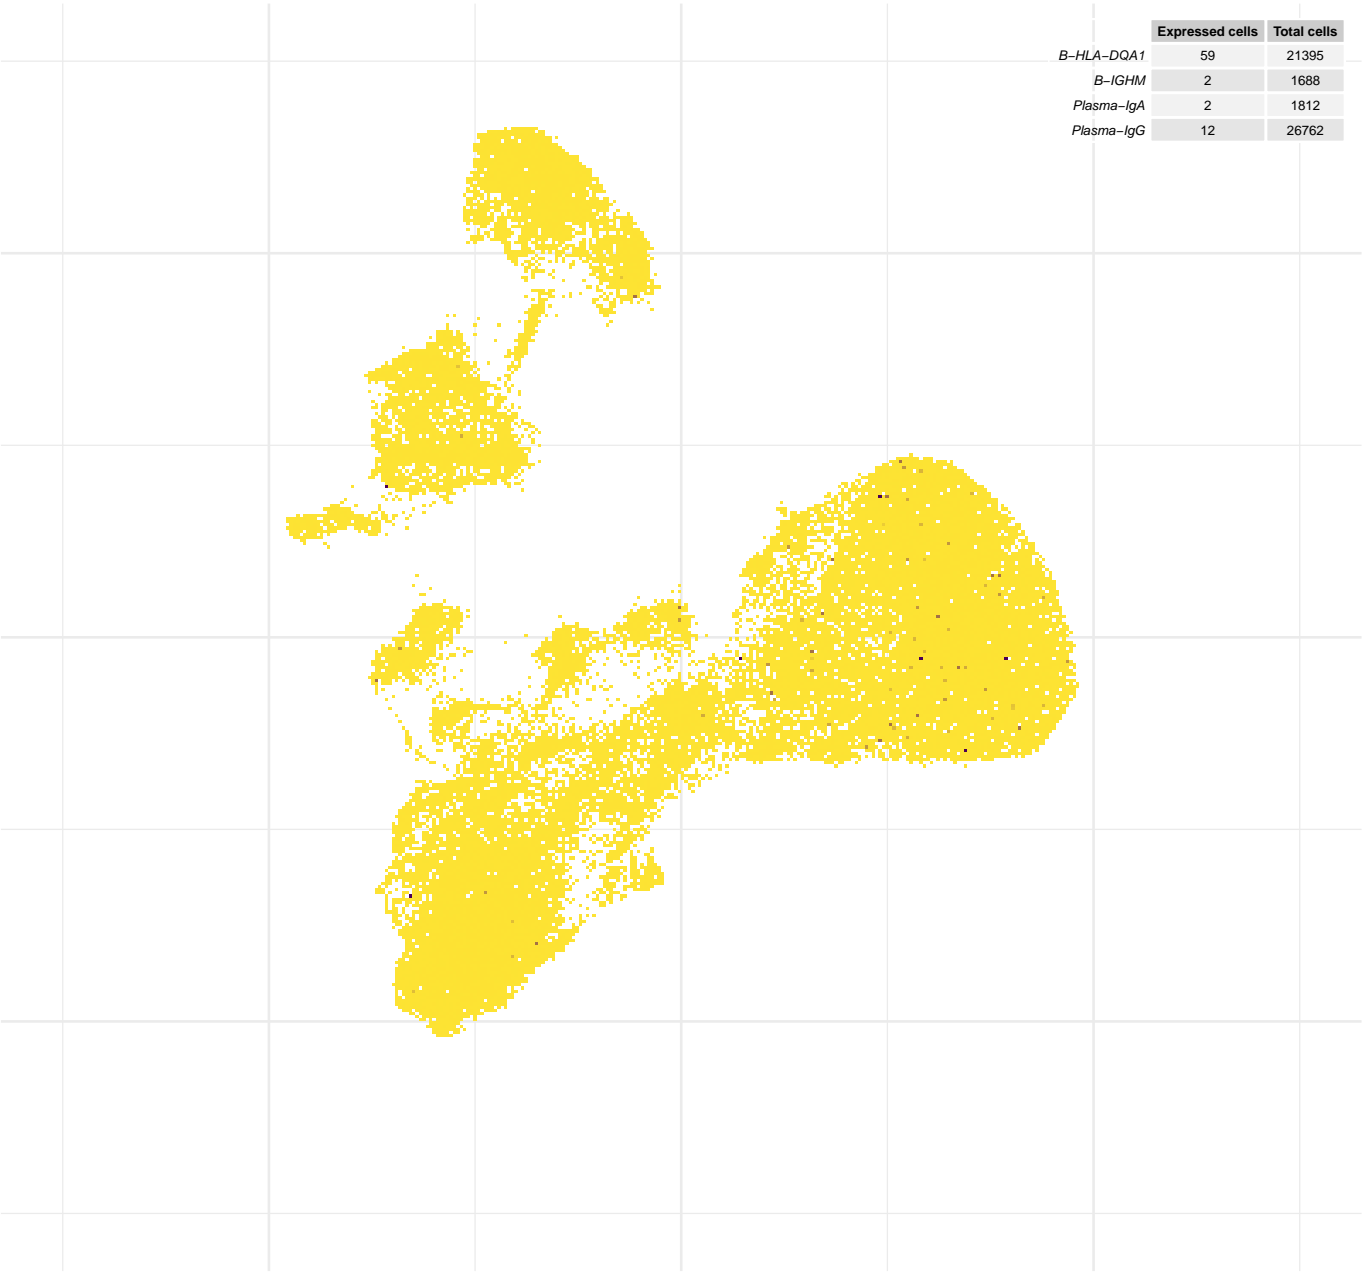 Expressed cells Total cells
B−HLA−DQA1 59 21395
B−IGHM 2 1688
Plasma−IgA 2 1812
Plasma−IgG 12 26762